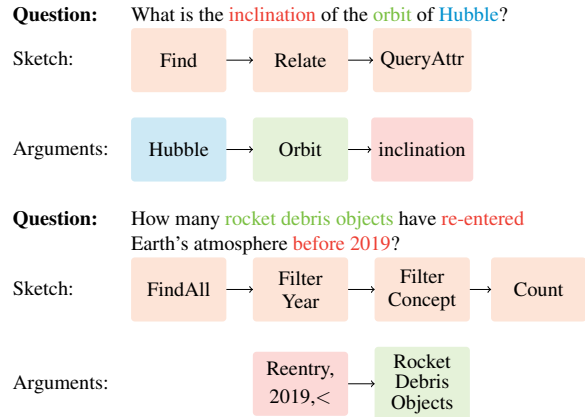 Question: What is the inclination of the orbit of Hubble?
Sketch: Find Relate QueryAttr
Arguments: Hubble Orbit inclination
Question: How many rocket debris objects have re-entered
Earth's atmosphere before 2019?
Sketch: FindAll Filter Year Filter Concept Count
Arguments: Reentry, 2019,< Rocket Debris Objects